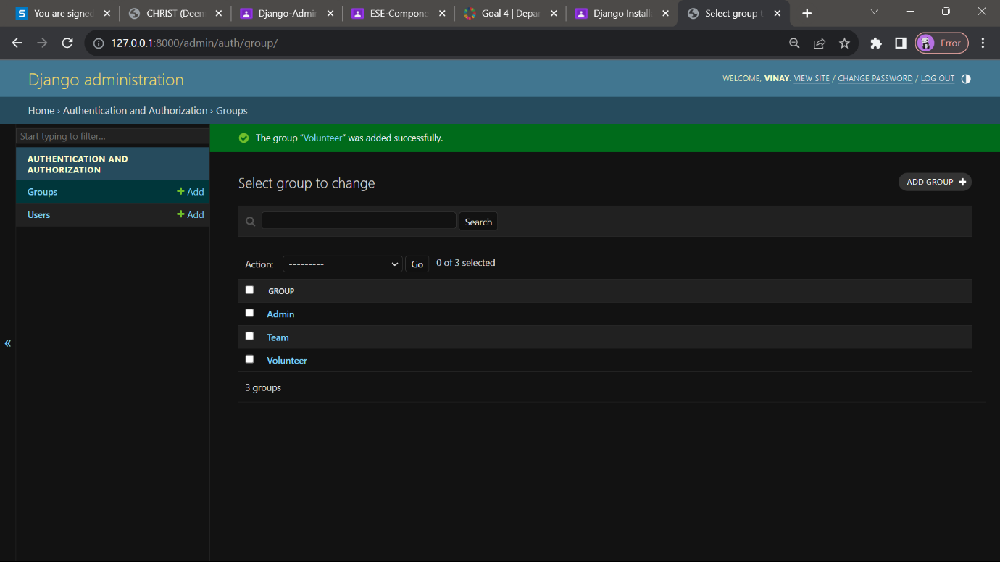 S You are signe
CHRIST (Deem
Django-Admin
ESE-Compone
Goal 4 | Depar
Django Installa
Select group t
127.0.0.1:8000/admin/auth/group/
Error
Django administration
WELCOME, VINAY. VIEW SITE / CHANGE PASSWORD / LOG OUT
Home › Authentication and Authorization › Groups
Start typing to filter...
The group “Volunteer” was added successfully.
AUTHENTICATION AND
AUTHORIZATION
Groups
+ Add
Users
+ Add
«
Select group to change
ADD GROUP +
Search
Action:
---------
Go
0 of 3 selected
GROUP
Admin
Team
Volunteer
3 groups